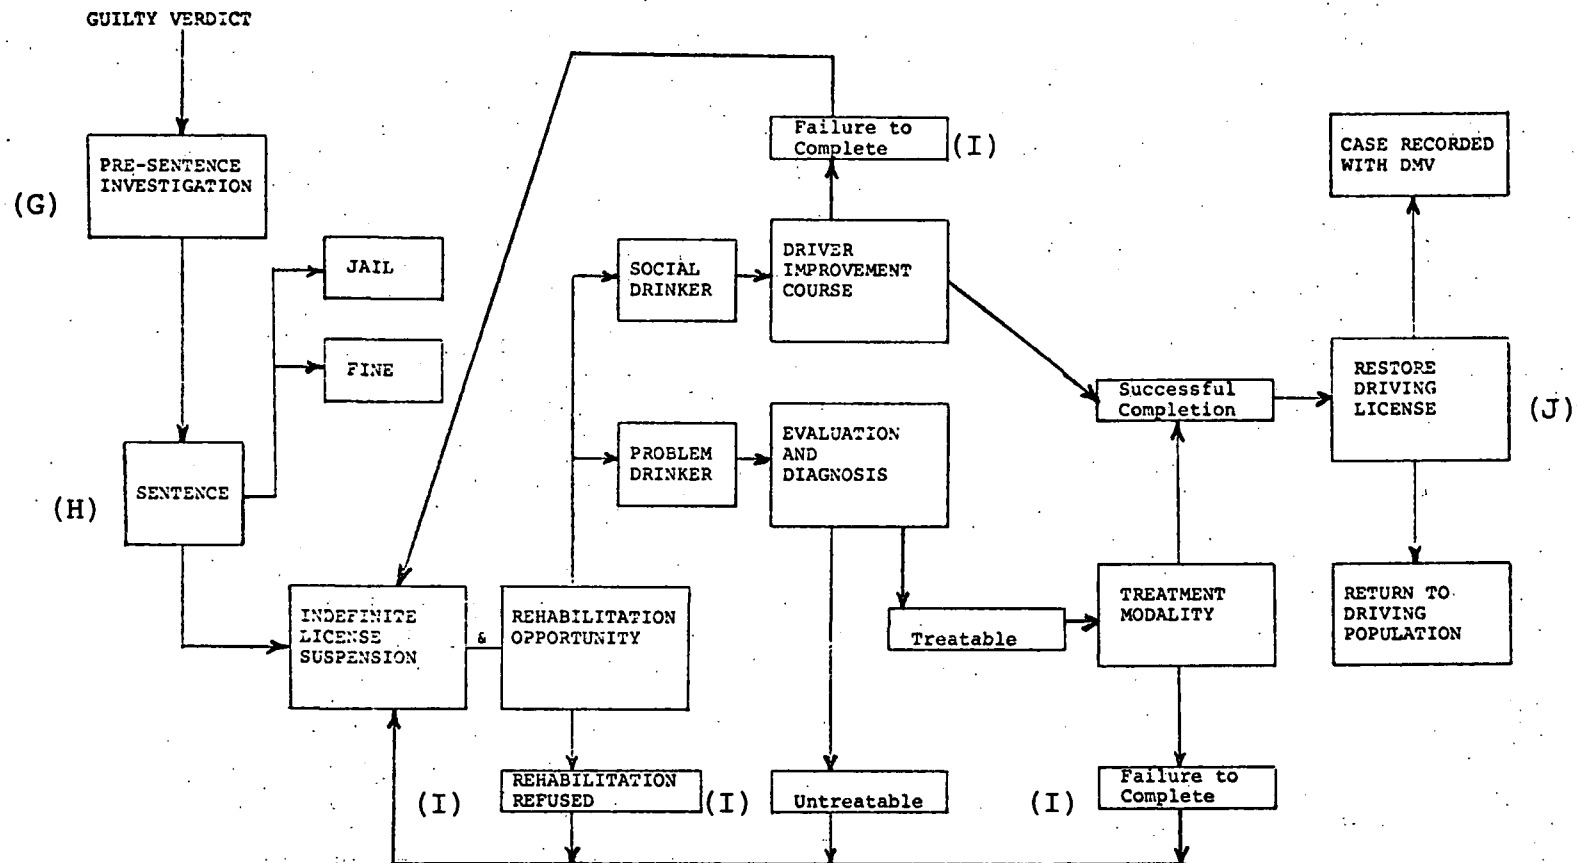 GUILTY VERDICT
PRE-SENTENCE
INVESTIGATION
(G)
JAIL
FINE
SENTENCE
(H)
INDEFINITE
LICENSE
SUSPENSION
&
REHABILITATION
OPPORTUNITY
(I)
REHABILITATION
REFUSED
SOCIAL
DRINKER
PROBLEM
DRINKER
Failure to
Complete
(I)
DRIVER
IMPROVEMENT
COURSE
EVALUATION
AND
DIAGNOSIS
Treatable
(I)
Untreatable
Successful
Completion
TREATMENT
MODALITY
(I)
Failure to
Complete
CASE RECORDED
WITH DMV
RESTORE
DRIVING
LICENSE
(J)
RETURN TO
DRIVING
POPULATION